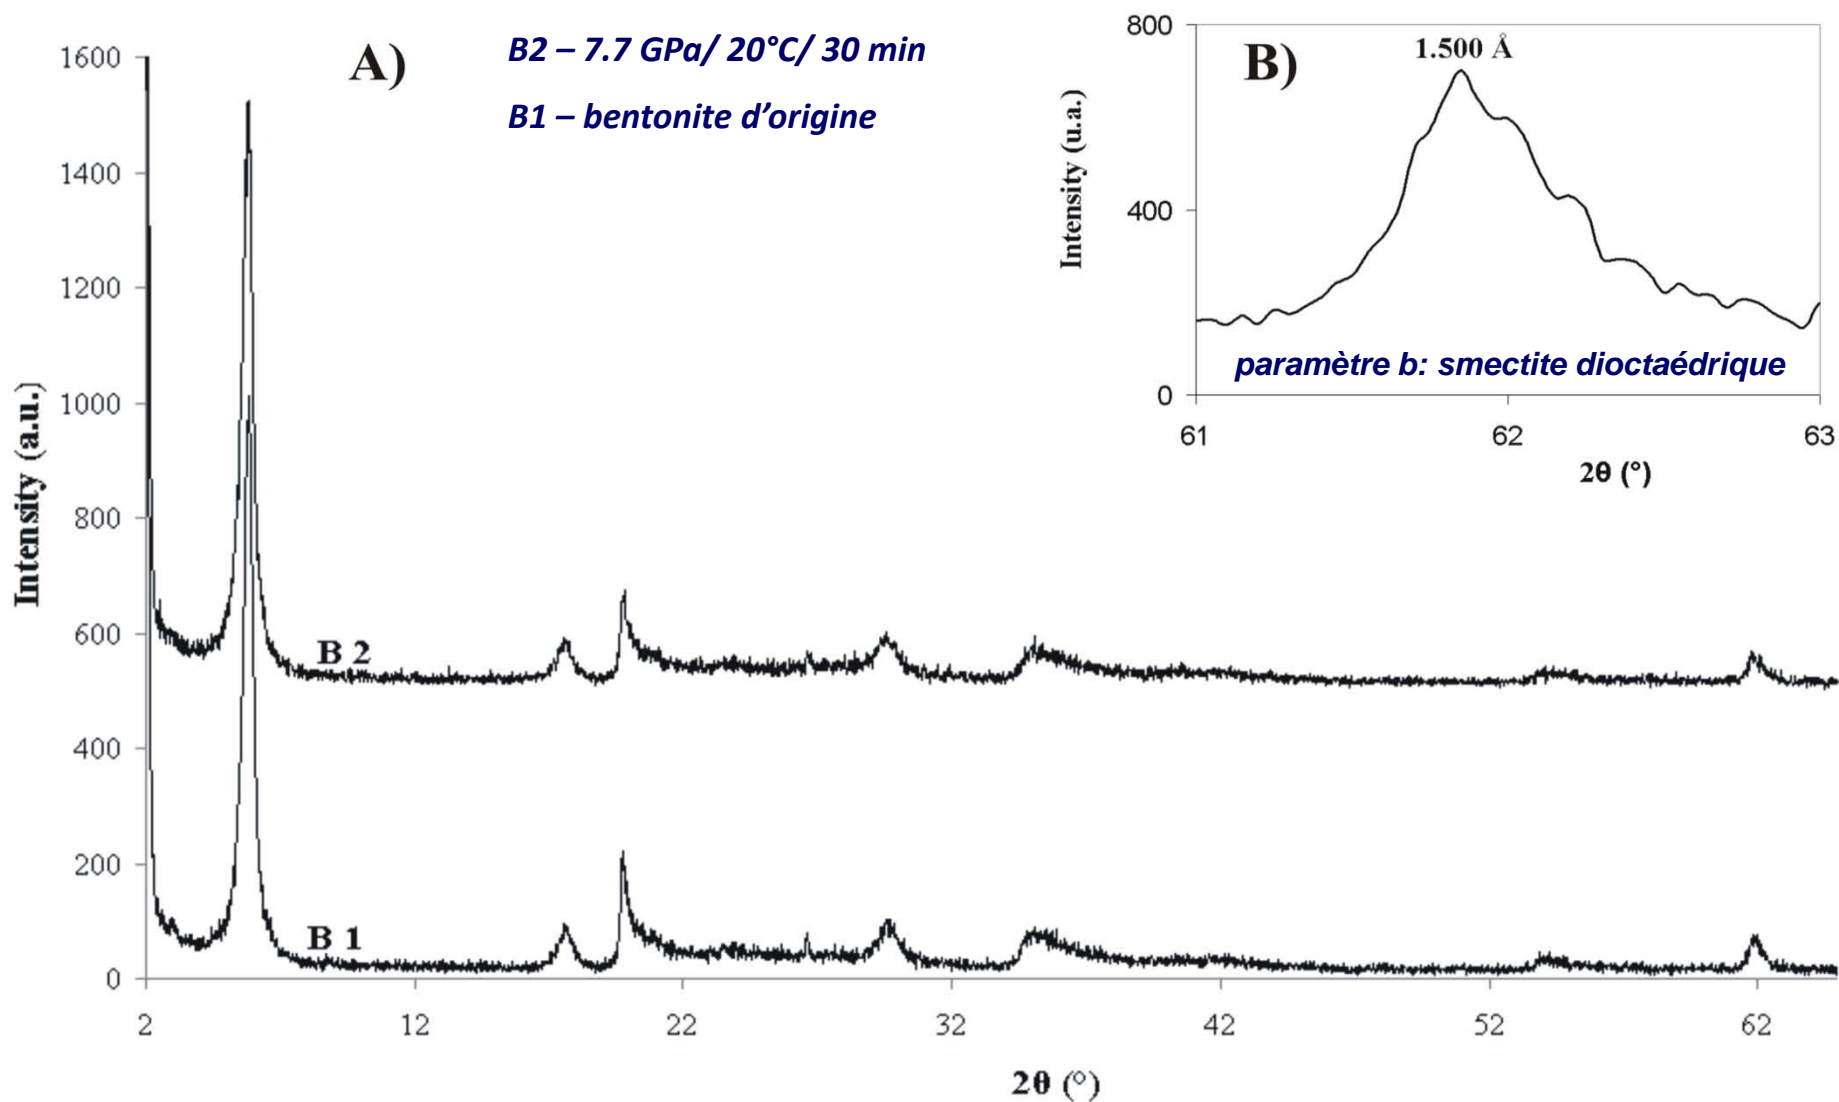 A)
B2 – 7.7 GPa/ 20°C/ 30 min
B1 – bentonite d'origine
Intensity (a.u.)
1600
1400
1200
1000
800
600
400
200
0
B 2
B 1
2
12
22
32
42
52
62
2θ (°)
B)
1.500 Å
Intensity (u.a.)
800
400
0
paramètre b: smectite dioctaédrique
61
62
63
2θ (°)